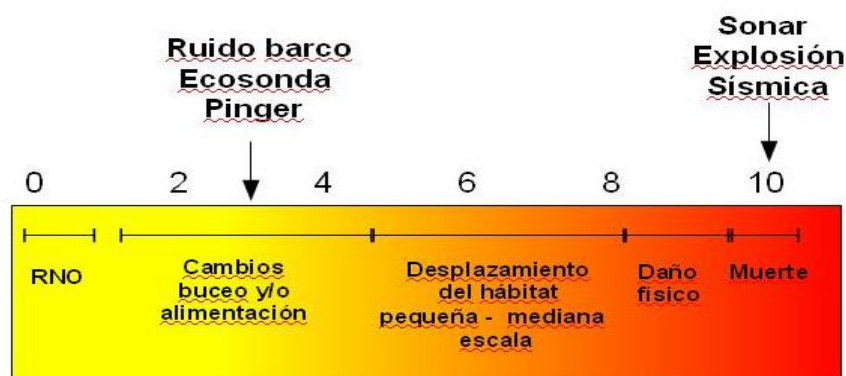 Ruido barco
Ecosonda
Pinger
Sonar
Explosión
Sísmica
0 2 4 6 8 10
RNO
Cambios
buceo y/o
alimentación
Desplazamiento
del hábitat
pequeña - mediana
escala
Daño
fisico
Muerte